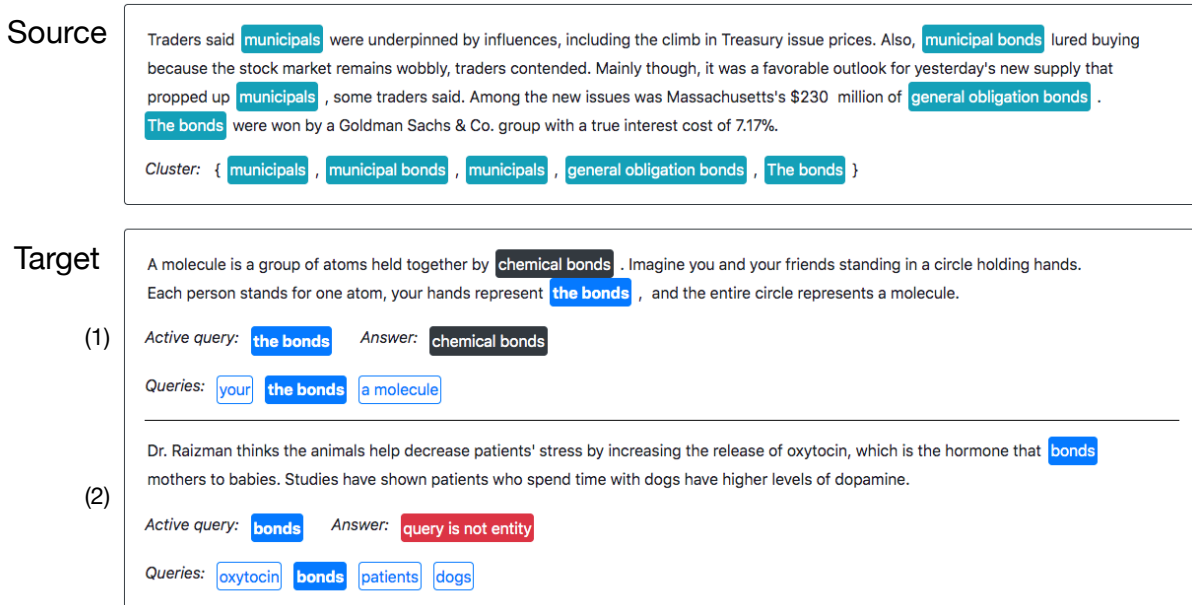 Source
Traders said municipals were underpinned by influences, including the climb in Treasury issue prices. Also, municipal bonds lured buying
because the stock market remains wobbly, traders contended. Mainly though, it was a favorable outlook for yesterday's new supply that
propped up municipals , some traders said. Among the new issues was Massachusetts's $230 million of general obligation bonds .
The bonds were won by a Goldman Sachs & Co. group with a true interest cost of 7.17%.
Cluster: { municipals , municipal bonds , municipals , general obligation bonds , The bonds }
Target
A molecule is a group of atoms held together by chemical bonds . Imagine you and your friends standing in a circle holding hands.
Each person stands for one atom, your hands represent the bonds , and the entire circle represents a molecule.
(1)
Active query: the bonds Answer: chemical bonds
Queries: your the bonds a molecule
Dr. Raizman thinks the animals help decrease patients' stress by increasing the release of oxytocin, which is the hormone that bonds
mothers to babies. Studies have shown patients who spend time with dogs have higher levels of dopamine.
(2)
Active query: bonds Answer: query is not entity
Queries: oxytocin bonds patients dogs